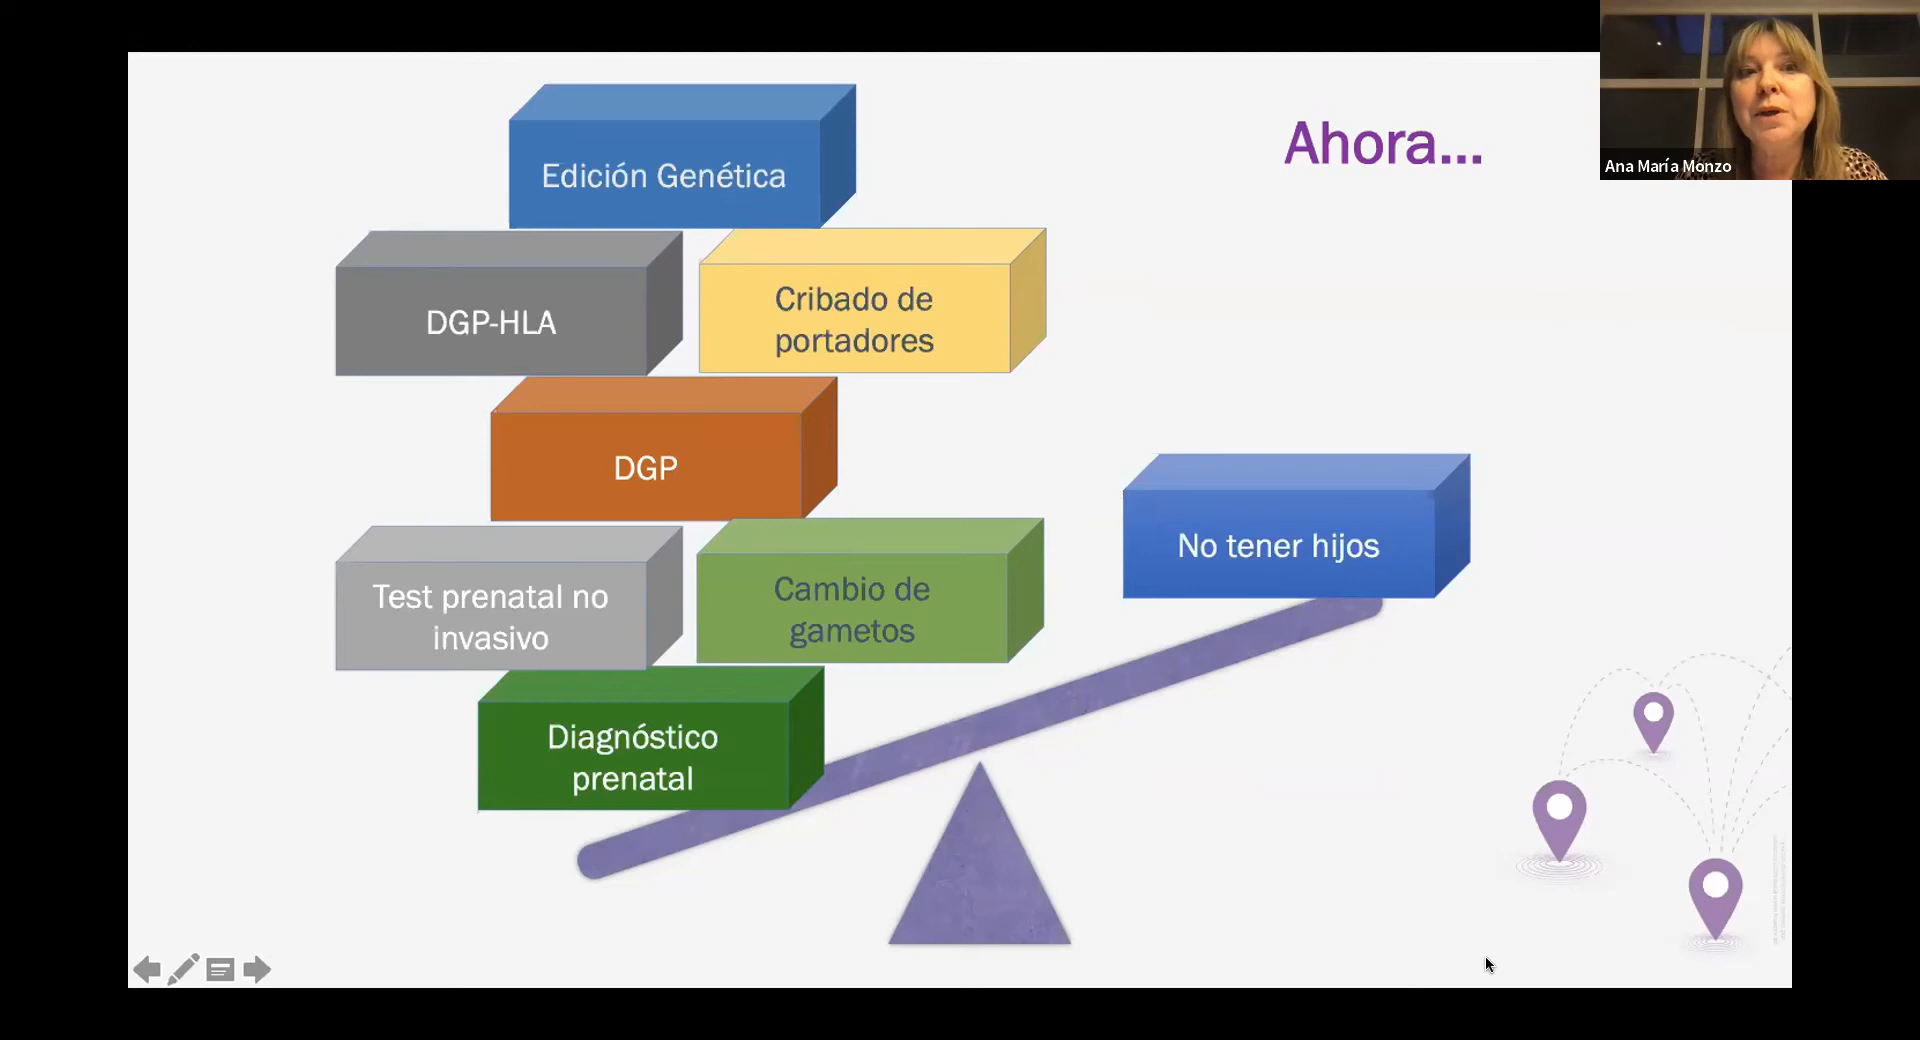 Ahora...
Ana María Monzo
Edición Genética
DGP-HLA
Cribado de
portadores
DGP
No tener hijos
Test prenatal no
invasivo
Cambio de
gametos
Diagnóstico
prenatal